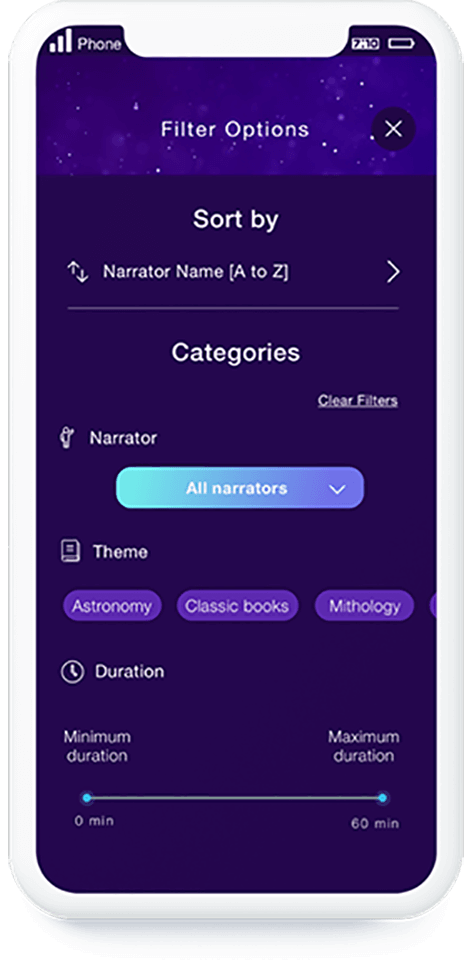 Phone 7:10
Filter Options
Sort by
Narrator Name [A to Z]
Categories
Clear Filters
Narrator
All narrators
Theme
Astronomy Classic books Mithology
Duration
Minimum Maximum
duration duration
0 min 60 min